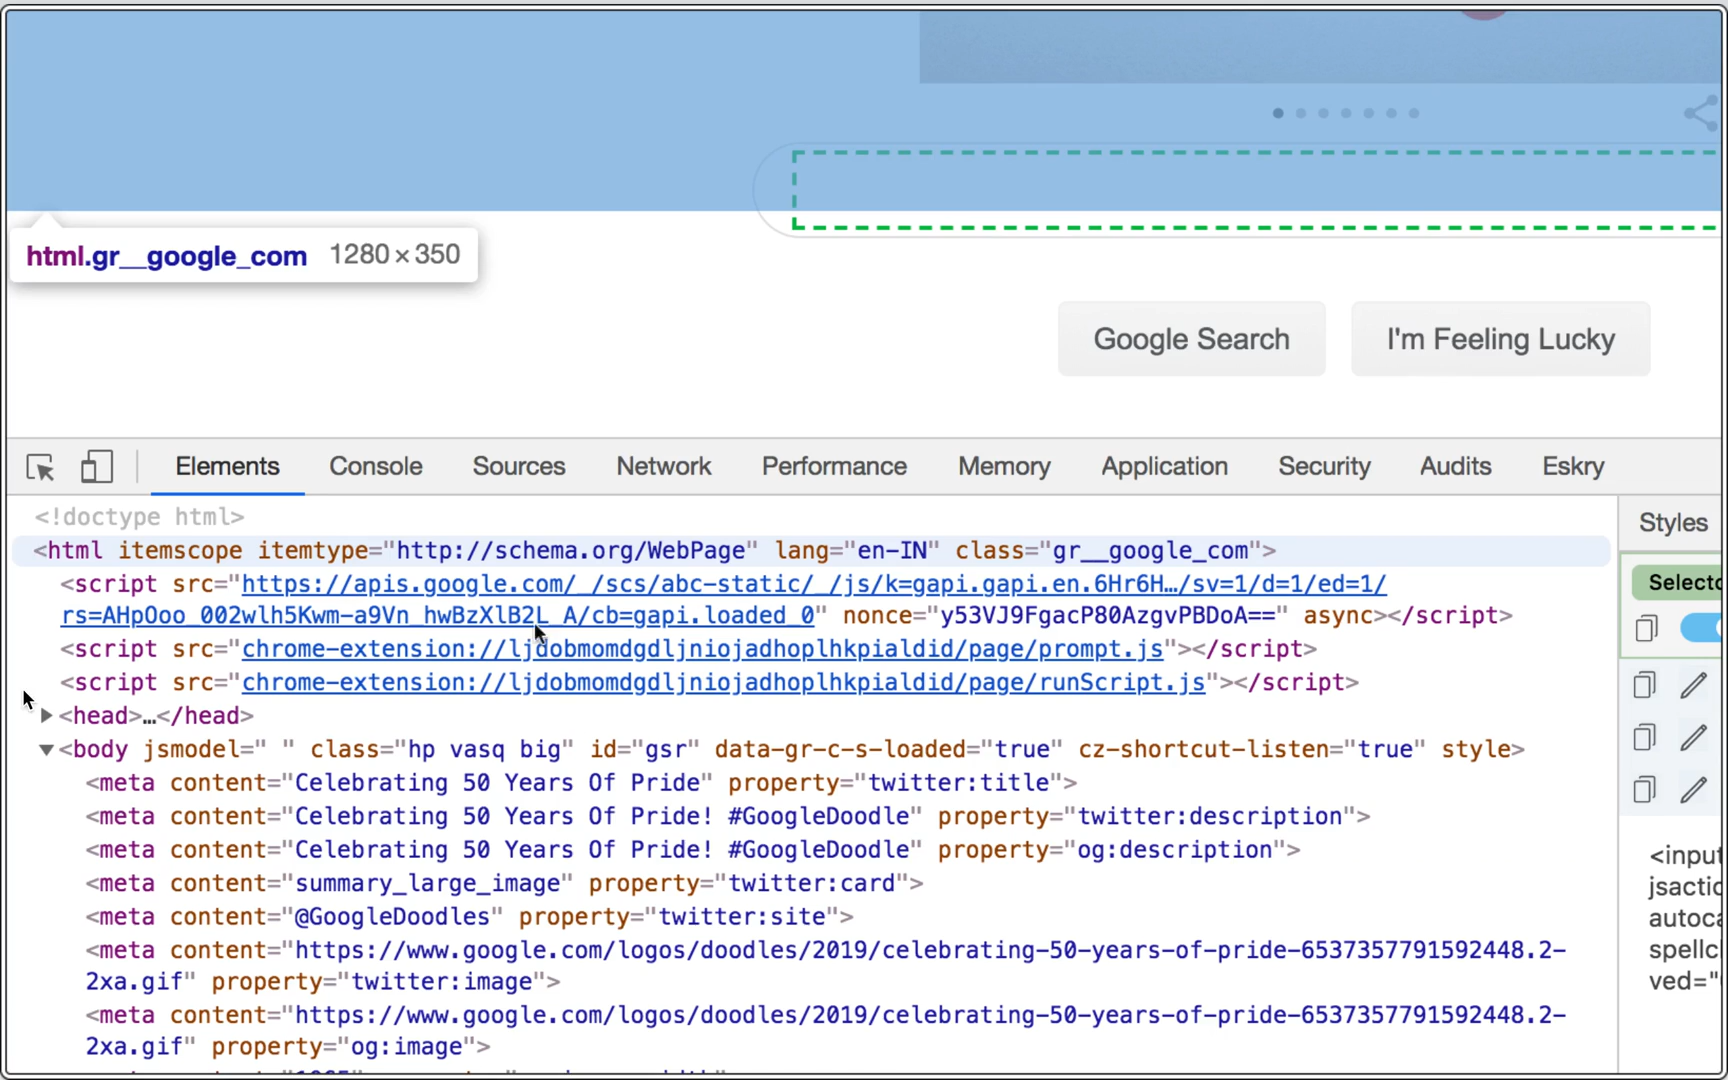 html.gr__google_com 1280 × 350
Google Search I'm Feeling Lucky
Elements Console Sources Network Performance Memory Application Security Audits Eskry
<!doctype html>
<html itemscope itemtype="http://schema.org/WebPage" lang="en-IN" class="gr__google_com">
<script src="https://apis.google.com/_/scs/abc-static/_/js/k=gapi.gapi.en.6Hr6H…/sv=1/d=1/ed=1/
rs=AHpOoo_002wlh5Kwm-a9Vn_hwBzXlB2L_A/cb=gapi.loaded_0" nonce="y53VJ9FgacP80AzgvPBDoA==" async></script>
<script src="chrome-extension://ljdobmomdgdljniojadhoplhkpialdid/page/prompt.js"></script>
<script src="chrome-extension://ljdobmomdgdljniojadhoplhkpialdid/page/runScript.js"></script>
<head>…</head>
<body jsmodel=" " class="hp vasq big" id="gsr" data-gr-c-s-loaded="true" cz-shortcut-listen="true" style>
<meta content="Celebrating 50 Years Of Pride" property="twitter:title">
<meta content="Celebrating 50 Years Of Pride! #GoogleDoodle" property="twitter:description">
<meta content="Celebrating 50 Years Of Pride! #GoogleDoodle" property="og:description">
<meta content="summary_large_image" property="twitter:card">
<meta content="@GoogleDoodles" property="twitter:site">
<meta content="https://www.google.com/logos/doodles/2019/celebrating-50-years-of-pride-6537357791592448.2-
2xa.gif" property="twitter:image">
<meta content="https://www.google.com/logos/doodles/2019/celebrating-50-years-of-pride-6537357791592448.2-
2xa.gif" property="og:image">
Styles
Selecto
<input
jsactio
autoca
spellc
ved="